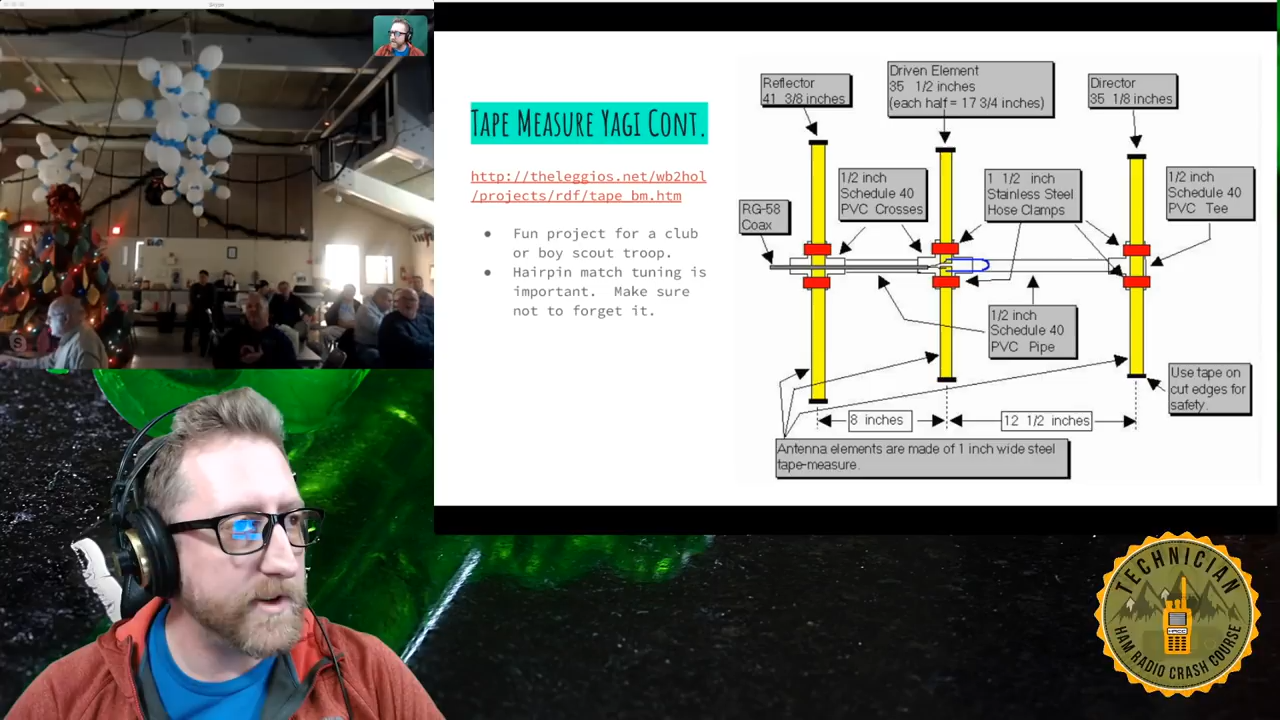 Skype
TAPE MEASURE YAGI CONT.
http://theleggios.net/wb2hol
/projects/rdf/tape_bm.htm
● Fun project for a club
or boy scout troop.
● Hairpin match tuning is
important. Make sure
not to forget it.
Reflector
41 3/8 inches
Driven Element
35 1/2 inches
(each half = 17 3/4 inches)
Director
35 1/8 inches
RG-58
Coax
1/2 inch
Schedule 40
PVC Crosses
1 1/2 inch
Stainless Steel
Hose Clamps
1/2 inch
Schedule 40
PVC Tee
1/2 inch
Schedule 40
PVC Pipe
Use tape on
cut edges for
safety.
8 inches
12 1/2 inches
Antenna elements are made of 1 inch wide steel
tape-measure.
S
TECHNICIAN
HRCC
HAM RADIO CRASH COURSE